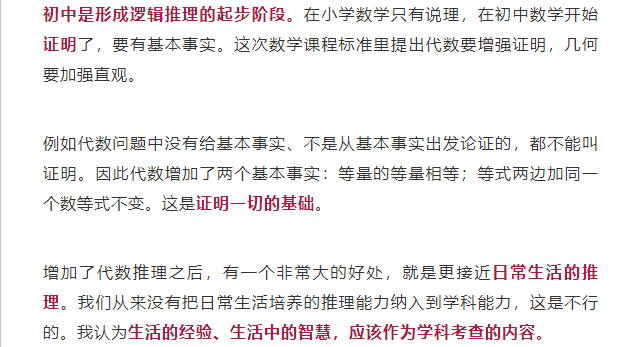 初中是形成逻辑推理的起步阶段。在小学数学只有说理，在初中数学开始
证明了，要有基本事实。这次数学课程标准里提出代数要增强证明，几何
要加强直观。
例如代数问题中没有给基本事实、不是从基本事实出发论证的，都不能叫
证明。因此代数增加了两个基本事实：等量的等量相等；等式两边加同一
个数等式不变。这是证明一切的基础。
增加了代数推理之后，有一个非常大的好处，就是更接近日常生活的推
理。我们从来没有把日常生活培养的推理能力纳入到学科能力，这是不行
的。我认为生活的经验、生活中的智慧，应该作为学科考查的内容。